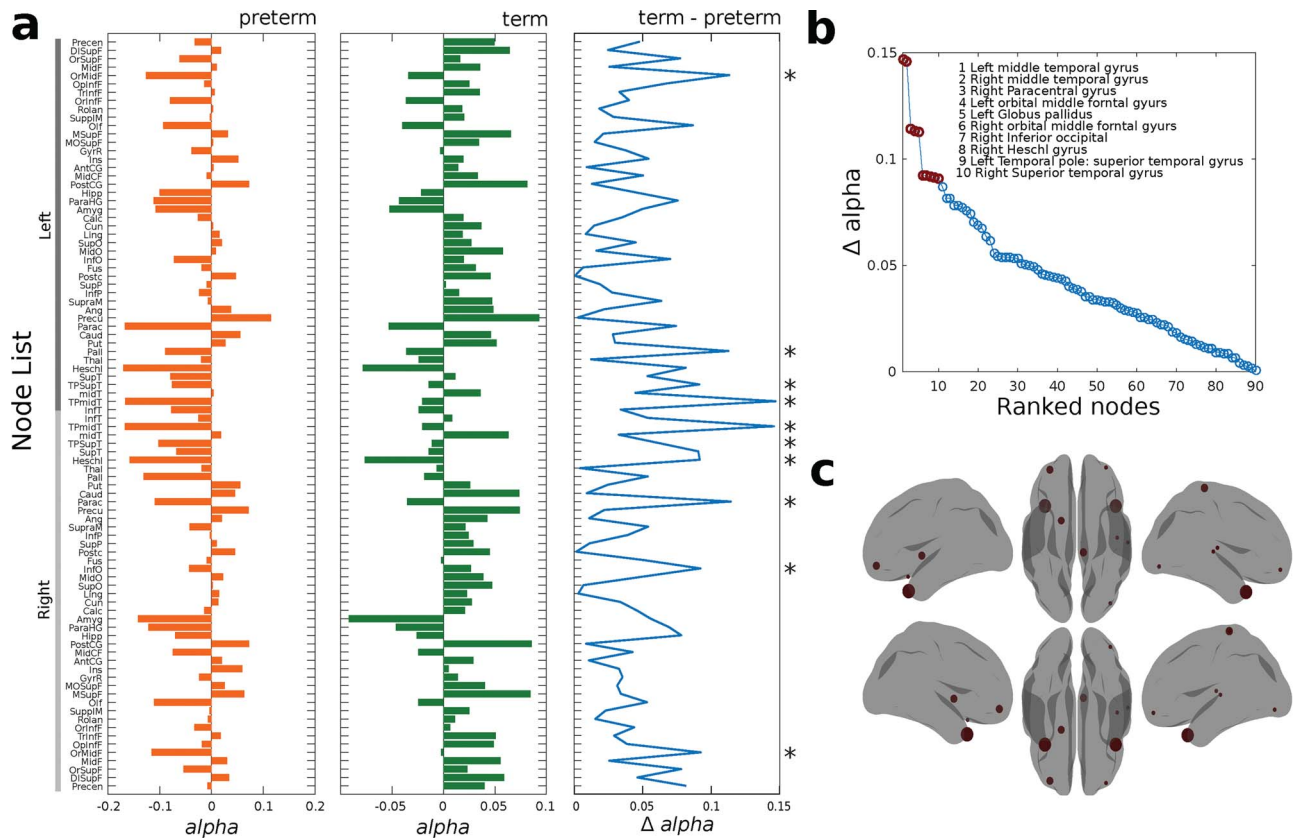 a
preterm
term
term - preterm
Node List
Left
Right
Precen
DlSupF
OrSupF
MidF
OrMidF
OpInfF
TrInfF
OrInfF
Rolan
SupplM
Olf
MSupF
MOSupF
GyrR
Ins
AntCG
MidCF
PostCG
Hipp
ParaHG
Amyg
Calc
Cun
Ling
SupO
MidO
InfO
Fus
Postc
SupP
InfP
SupraM
Ang
Precu
Parac
Caud
Put
Pall
Thal
Heschl
SupT
TPSupT
midT
TPmidT
InfT
InfT
TPmidT
midT
TPSupT
SupT
Heschl
Thal
Pall
Put
Caud
Parac
Precu
Ang
SupraM
InfP
SupP
Postc
Fus
InfO
MidO
SupO
Ling
Cun
Calc
Amyg
ParaHG
Hipp
PostCG
MidCF
AntCG
Ins
GyrR
MOSupF
MSupF
Olf
SupplM
Rolan
OrInfF
TrInfF
OpInfF
OrMidF
MidF
OrSupF
DlSupF
Precen
-0.2 -0.1 0 0.1 0.2
alpha
-0.05 0 0.05 0.1
alpha
0 0.05 0.1 0.15
Δ alpha
*
*
*
*
*
*
*
*
*
*
b
0.15
0.1
0.05
0
Δ alpha
1 Left middle temporal gyrus
2 Right middle temporal gyrus
3 Right Paracentral gyrus
4 Left orbital middle forntal gyurs
5 Left Globus pallidus
6 Right orbital middle forntal gyurs
7 Right Inferior occipital
8 Right Heschl gyrus
9 Left Temporal pole: superior temporal gyrus
10 Right Superior temporal gyrus
10 20 30 40 50 60 70 80 90
Ranked nodes
c